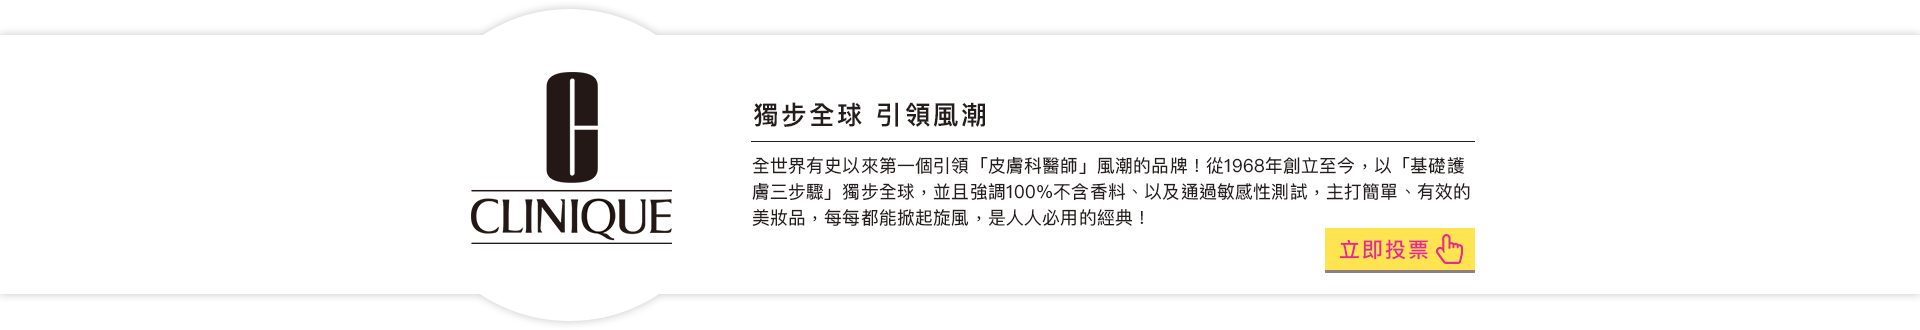 C
CLINIQUE
獨步全球 引領風潮
全世界有史以來第一個引領「皮膚科醫師」風潮的品牌！從1968年創立至今，以「基礎護
膚三步驟」獨步全球，並且強調100%不含香料、以及通過敏感性測試，主打簡單、有效的
美妝品，每每都能掀起旋風，是人人必用的經典！
立即投票